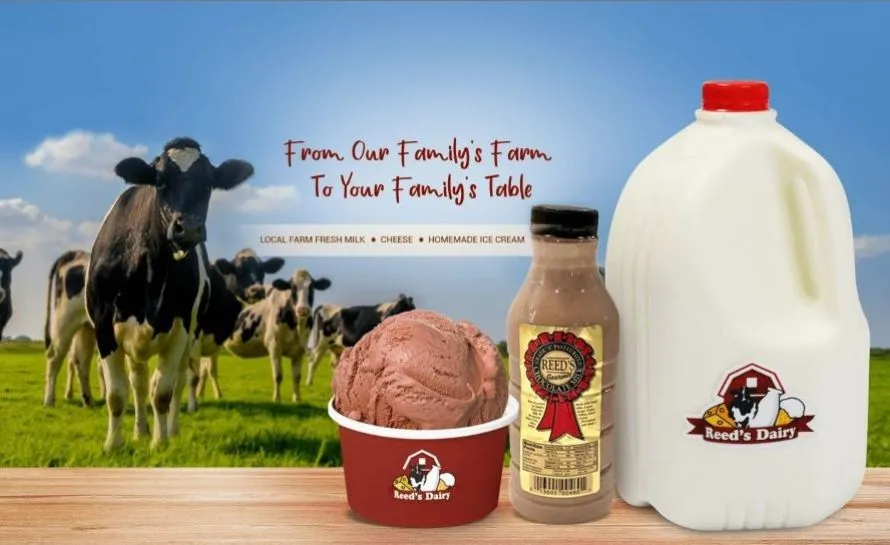 From Our Family's Farm
To Your Family's Table
LOCAL FARM FRESH MILK • CHEESE • HOMEMADE ICE CREAM
REED'S
Reed's Dairy
Reed's Dairy